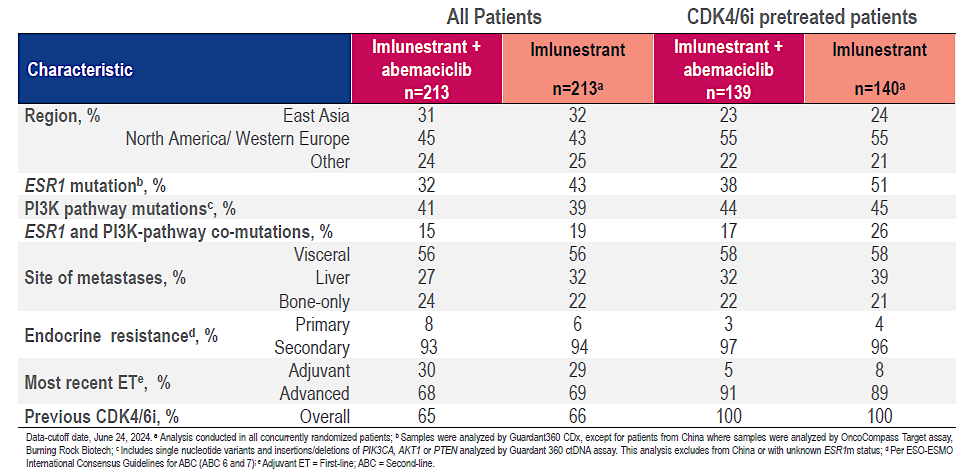 All Patients CDK4/6i pretreated patients
Characteristic Imlunestrant + abemaciclib n=213 Imlunestrant n=213ᵃ Imlunestrant + abemaciclib n=139 Imlunestrant n=140ᵃ
Region, % East Asia 31 32 23 24
North America/ Western Europe 45 43 55 55
Other 24 25 22 21
ESR1 mutationᵇ, % 32 43 38 51
PI3K pathway mutationsᶜ, % 41 39 44 45
ESR1 and PI3K-pathway co-mutations, % 15 19 17 26
Visceral 56 56 58 58
Site of metastases, % Liver 27 32 32 39
Bone-only 24 22 22 21
Endocrine resistanceᵈ, % Primary 8 6 3 4
Secondary 93 94 97 96
Most recent ETᵉ, % Adjuvant 30 29 5 8
Advanced 68 69 91 89
Previous CDK4/6i, % Overall 65 66 100 100
Data-cutoff date, June 24, 2024. ᵃ Analysis conducted in all concurrently randomized patients; ᵇ Samples were analyzed by Guardant360 CDx, except for patients from China where samples were analyzed by OncoCompass Target assay,
Burning Rock Biotech; ᶜ Includes single nucleotide variants and insertions/deletions of PIK3CA, AKT1 or PTEN analyzed by Guardant 360 ctDNA assay. This analysis excludes from China or with unknown ESR1m status; ᵈ Per ESO-ESMO
International Consensus Guidelines for ABC (ABC 6 and 7); ᵉ Adjuvant ET = First-line; ABC = Second-line.